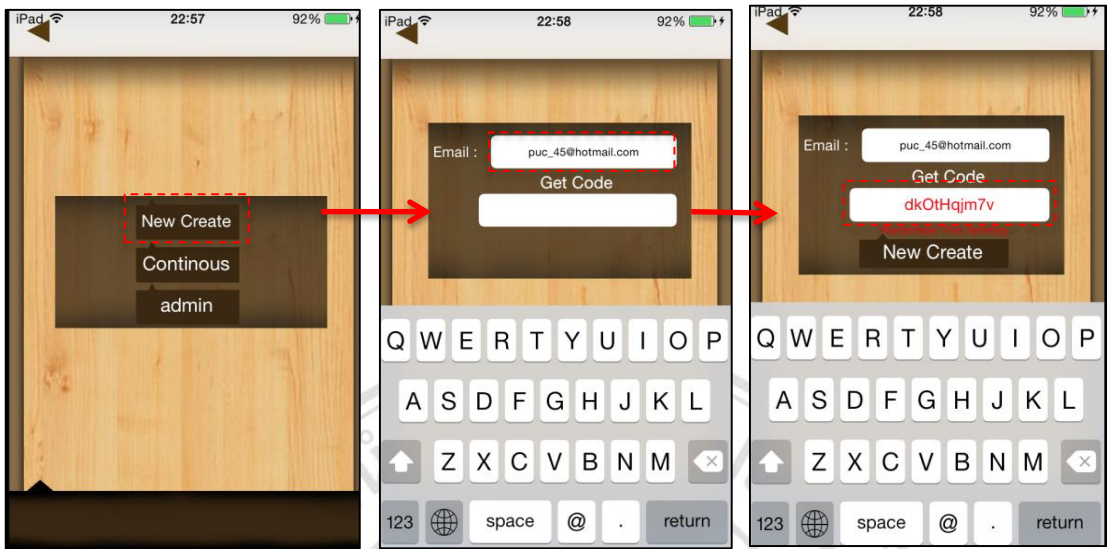 iPad 22:57 92%
New Create
Continous
admin
iPad 22:58 92%
Email : puc_45@hotmail.com
Get Code
Q W E R T Y U I O P
A S D F G H J K L
Z X C V B N M
123 space @ . return
iPad 22:58 92%
Email : puc_45@hotmail.com
Get Code
dkOtHqjm7v
New Create
Q W E R T Y U I O P
A S D F G H J K L
Z X C V B N M
123 space @ . return